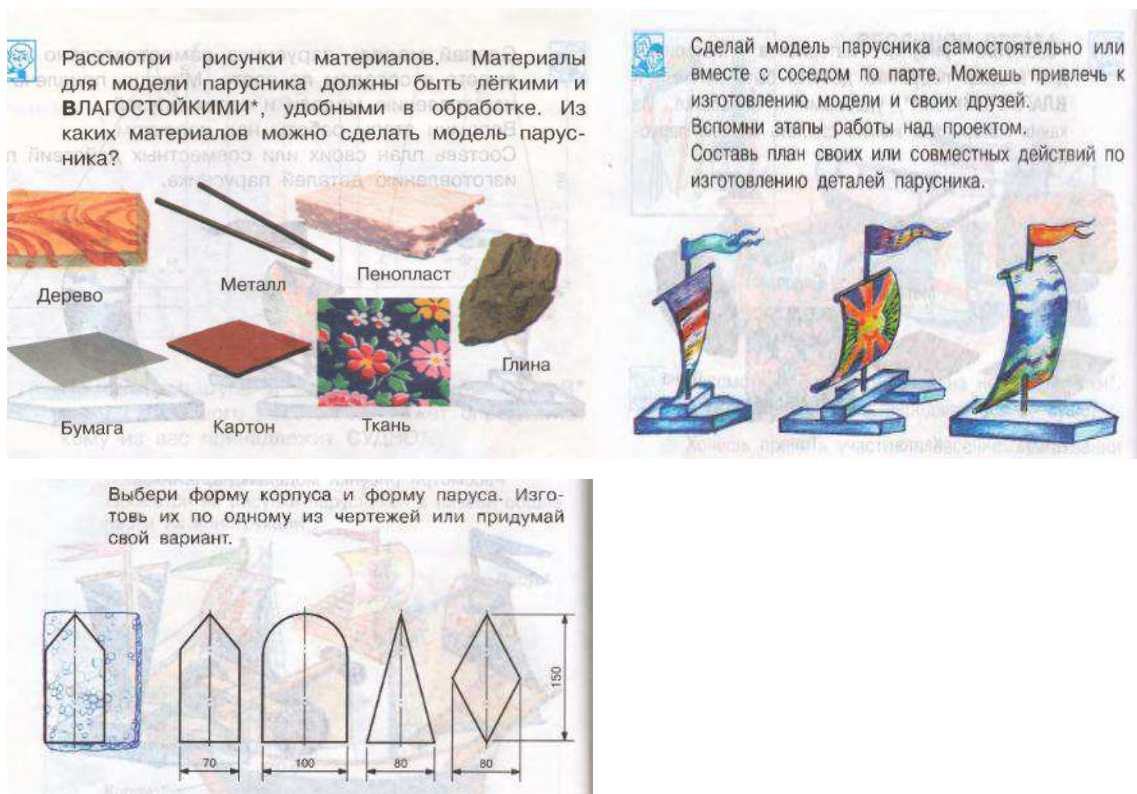 Рассмотри рисунки материалов. Материалы
для модели парусника должны быть лёгкими и
ВЛАГОСТОЙКИМИ*, удобными в обработке. Из
каких материалов можно сделать модель парус-
ника?
Дерево
Металл
Пенопласт
Глина
Бумага
Картон
Ткань
Сделай модель парусника самостоятельно или
вместе с соседом по парте. Можешь привлечь к
изготовлению модели и своих друзей.
Вспомни этапы работы над проектом.
Составь план своих или совместных действий по
изготовлению деталей парусника.
Выбери форму корпуса и форму паруса. Изго-
товь их по одному из чертежей или придумай
свой вариант.
70
100
80
80
150